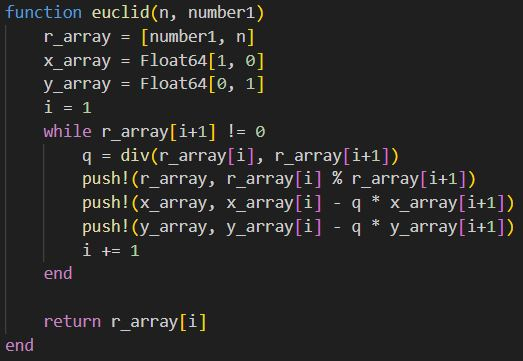 function euclid(n, number1)
    r_array = [number1, n]
    x_array = Float64[1, 0]
    y_array = Float64[0, 1]
    i = 1
    while r_array[i+1] != 0
        q = div(r_array[i], r_array[i+1])
        push!(r_array, r_array[i] % r_array[i+1])
        push!(x_array, x_array[i] - q * x_array[i+1])
        push!(y_array, y_array[i] - q * y_array[i+1])
        i += 1
    end

    return r_array[i]
end